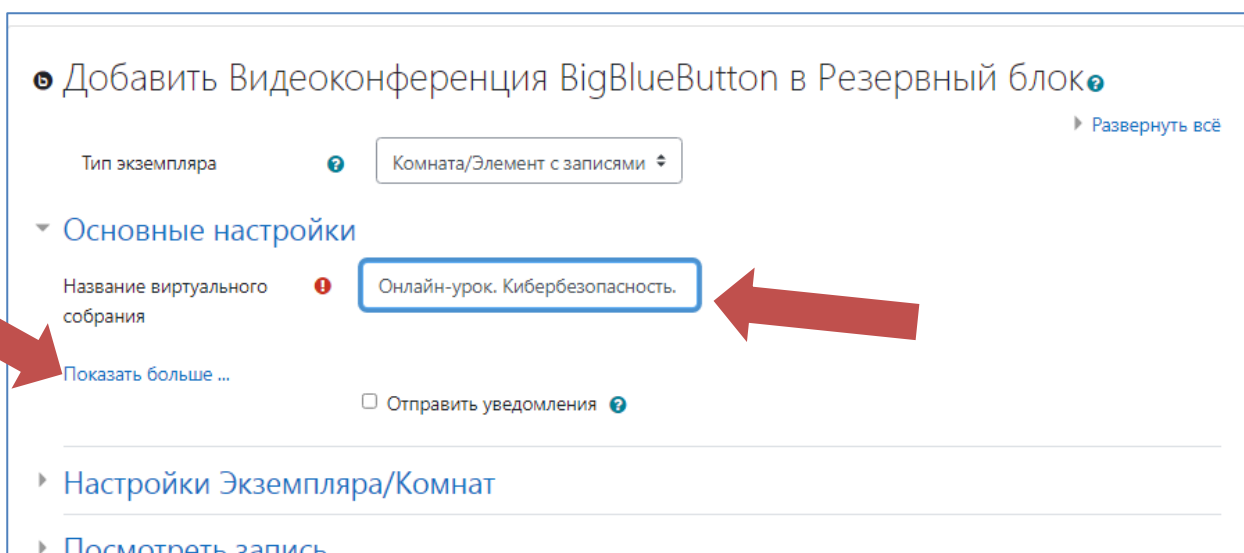 Добавить Видеоконференция BigBlueButton в Резервный блок
Развернуть всё
Тип экземпляра
Комната/Элемент с записями
Основные настройки
Название виртуального
собрания
Онлайн-урок. Кибербезопасность.
Показать больше ...
Отправить уведомления
Настройки Экземпляра/Комнат
Посмотреть запись